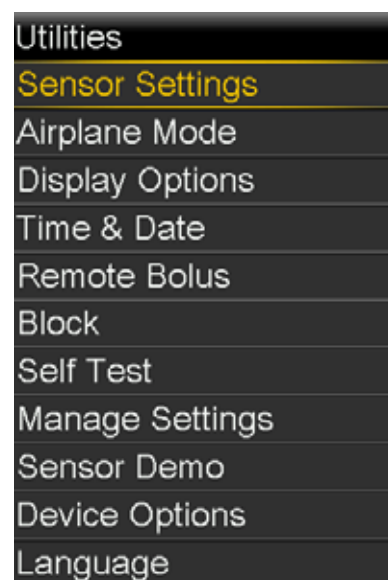 Utilities
Sensor Settings
Airplane Mode
Display Options
Time & Date
Remote Bolus
Block
Self Test
Manage Settings
Sensor Demo
Device Options
Language